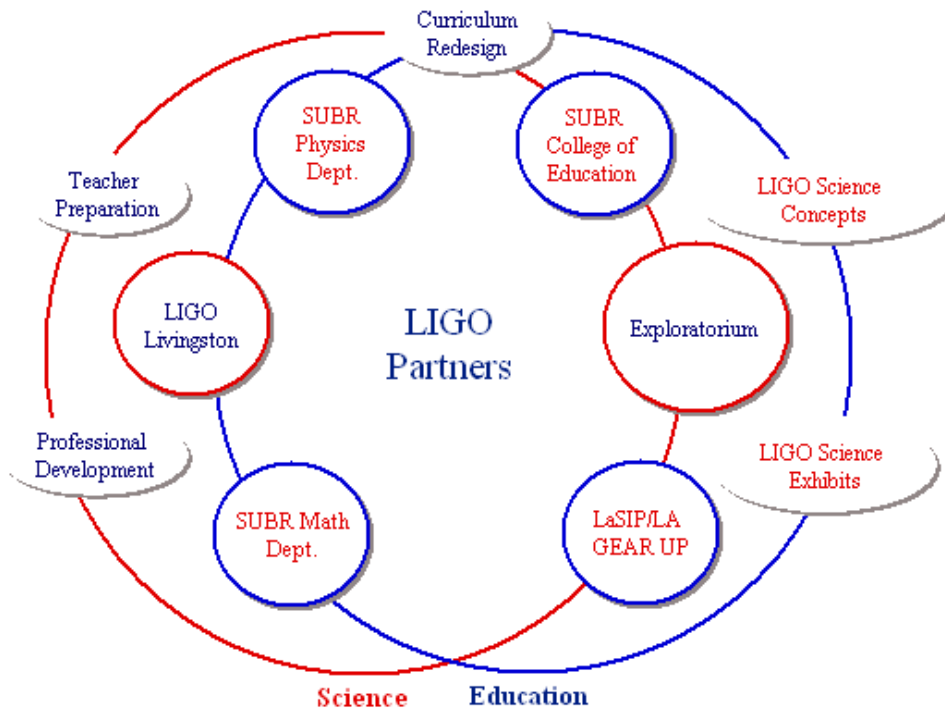 Curriculum
Redesign
SUBR
Physics
Dept.
SUBR
College of
Education
Teacher
Preparation
LIGO Science
Concepts
LIGO
Livingston
LIGO
Partners
Exploratorium
Professional
Development
LIGO Science
Exhibits
SUBR Math
Dept.
LaSIP/LA
GEAR UP
Science
Education